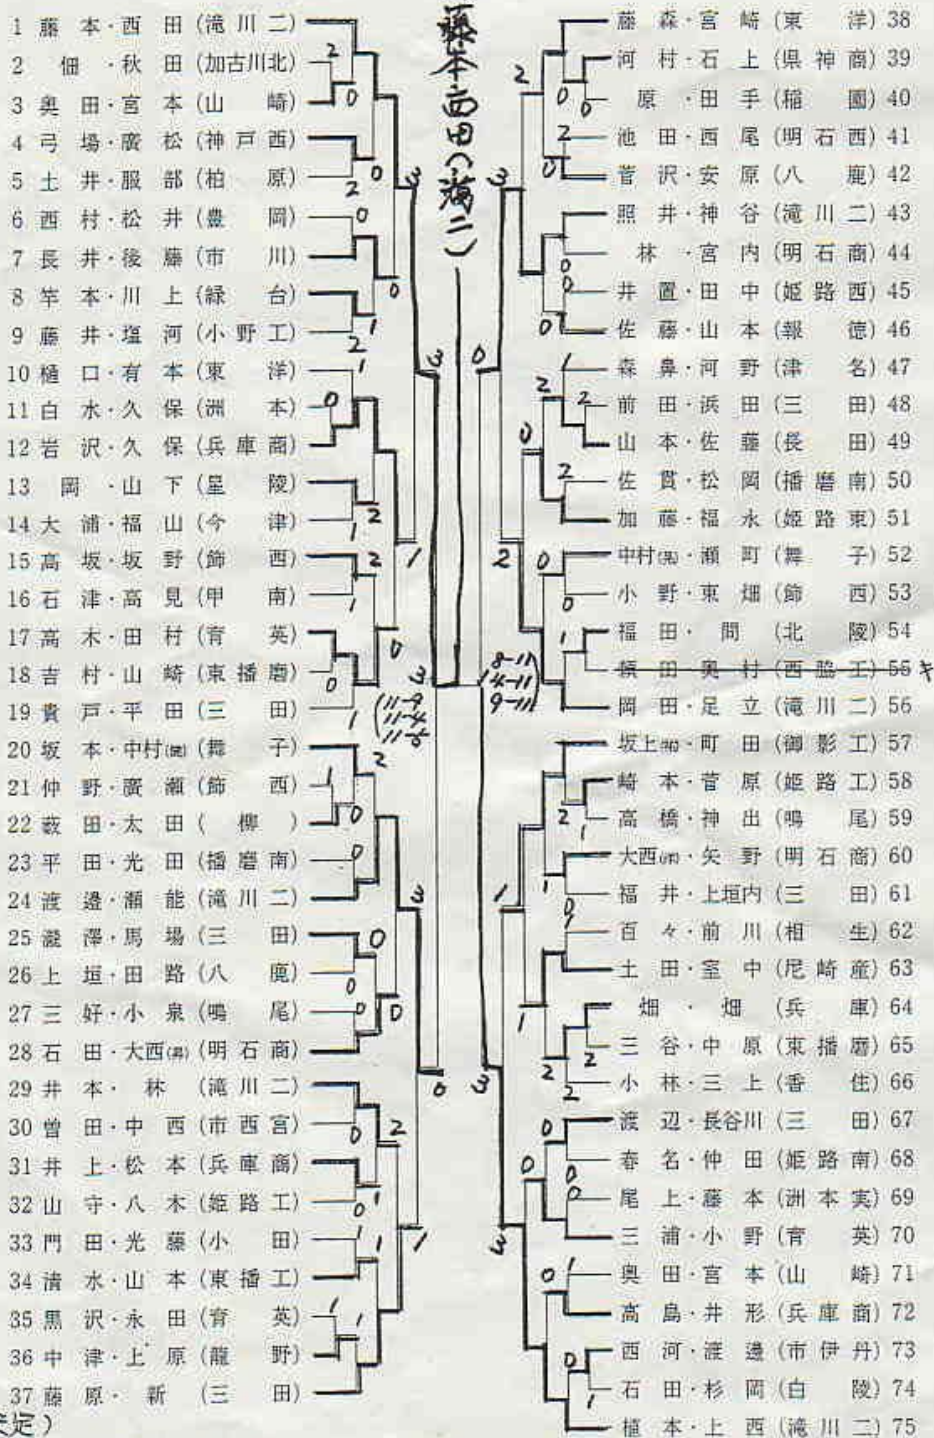 藤本西田(滝二)
1 藤本・西田(滝川二)
2 佃・秋田(加古川北)
3 奥田・宮本(山崎)
4 弓場・廣松(神戸西)
5 土井・服部(柏原)
6 西村・松井(豊岡)
7 長井・後藤(市川)
8 竿本・川上(緑台)
9 藤井・塩河(小野工)
10 樋口・有本(東洋)
11 白水・久保(洲本)
12 岩沢・久保(兵庫商)
13 岡・山下(星陵)
14 大浦・福山(今津)
15 高坂・坂野(飾西)
16 石津・高見(甲南)
17 高木・田村(育英)
18 吉村・山崎(東播磨)
19 貴戸・平田(三田)
20 坂本・中村(舞子)
21 仲野・廣瀬(飾西)
22 薮田・太田(柳)
23 平田・光田(播磨南)
24 渡邉・瀬能(滝川二)
25 瀧澤・馬場(三田)
26 上垣・田路(八鹿)
27 三好・小泉(鳴尾)
28 石田・大西(昇)(明石商)
29 井本・林(滝川二)
30 曽田・中西(市西宮)
31 井上・松本(兵庫商)
32 山守・八木(姫路工)
33 門田・光藤(小田)
34 清水・山本(東播工)
35 黒沢・永田(育英)
36 中津・上原(龍野)
37 藤原・新(三田)
藤森・宮崎(東洋)38
河村・石上(県神商)39
原・田手(稲園)40
池田・西尾(明石西)41
菅沢・安原(八鹿)42
照井・神谷(滝川二)43
林・宮内(明石商)44
井置・田中(姫路西)45
佐藤・山本(報徳)46
森鼻・河野(津名)47
前田・浜田(三田)48
山本・佐藤(長田)49
佐貫・松岡(播磨南)50
加藤・福永(姫路東)51
中村・瀬町(舞子)52
小野・東畑(飾西)53
福田・間(北陵)54
頼田奥村(西脇工)55 キ
岡田・足立(滝川二)56
坂上・町田(御影工)57
崎本・菅原(姫路工)58
高橋・神出(鳴尾)59
大西・矢野(明石商)60
福井・上垣内(三田)61
百々・前川(相生)62
土田・室中(尼崎産)63
畑・畑(兵庫)64
三谷・中原(東播磨)65
小林・三上(香住)66
渡辺・長谷川(三田)67
春名・仲田(姫路南)68
尾上・藤本(洲本実)69
三浦・小野(育英)70
奥田・宮本(山崎)71
高島・井形(兵庫商)72
西河・渡邊(市伊丹)73
石田・杉岡(白陵)74
植本・上西(滝川二)75
3
(11-9
11-4
11-6
8-11
4-11
9-11)
定)